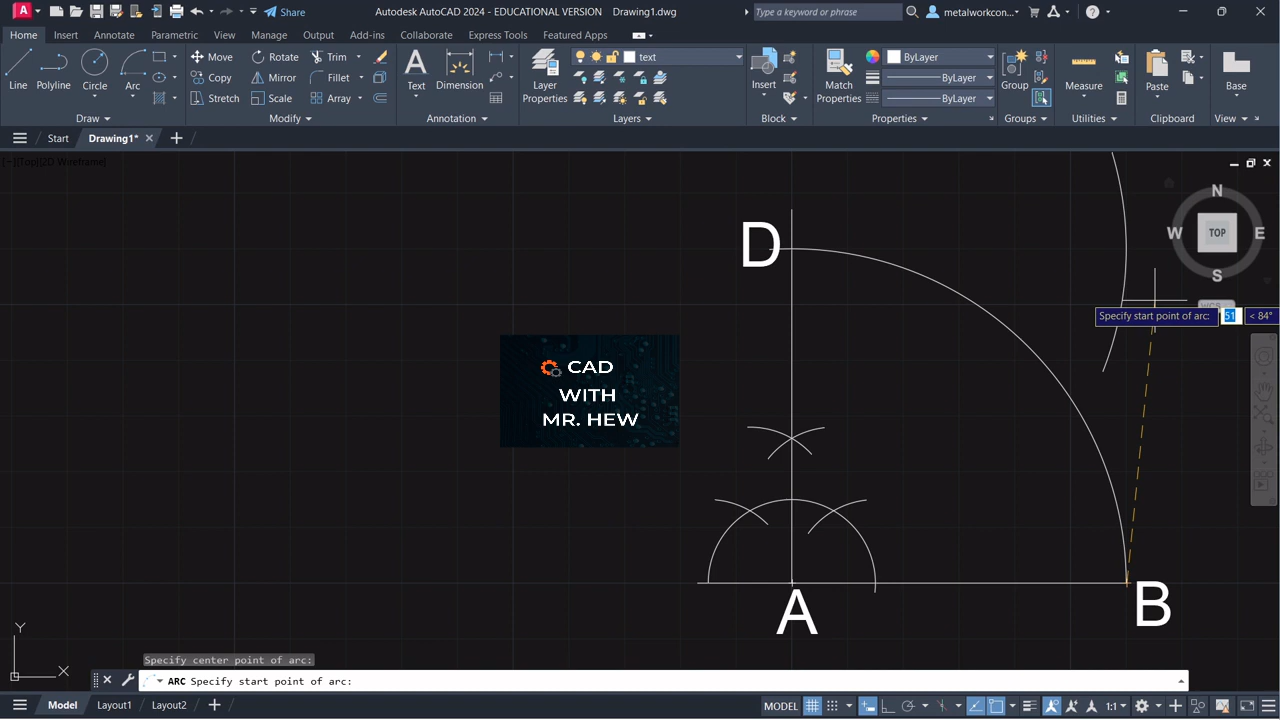 A
Share
Autodesk AutoCAD 2024 - EDUCATIONAL VERSION Drawing1.dwg
Type a keyword or phrase
metalworkcon...
Home Insert Annotate Parametric View Manage Output Add-ins Collaborate Express Tools Featured Apps
Line Polyline Circle Arc
Move Rotate Trim
Copy Mirror Fillet
Stretch Scale Array
Text Dimension
Layer Properties
text
Insert
Match Properties
ByLayer
ByLayer
ByLayer
Group
Measure
Paste
Base
Draw Modify Annotation Layers Block Properties Groups Utilities Clipboard View
Start Drawing1*
[−][Top][2D Wireframe]
N
W TOP E
S
WCS
D
Specify start point of arc: 51 < 84°
CAD
WITH
MR. HEW
A
B
Y
X
Specify center point of arc:
ARC Specify start point of arc:
Model Layout1 Layout2
MODEL 1:1